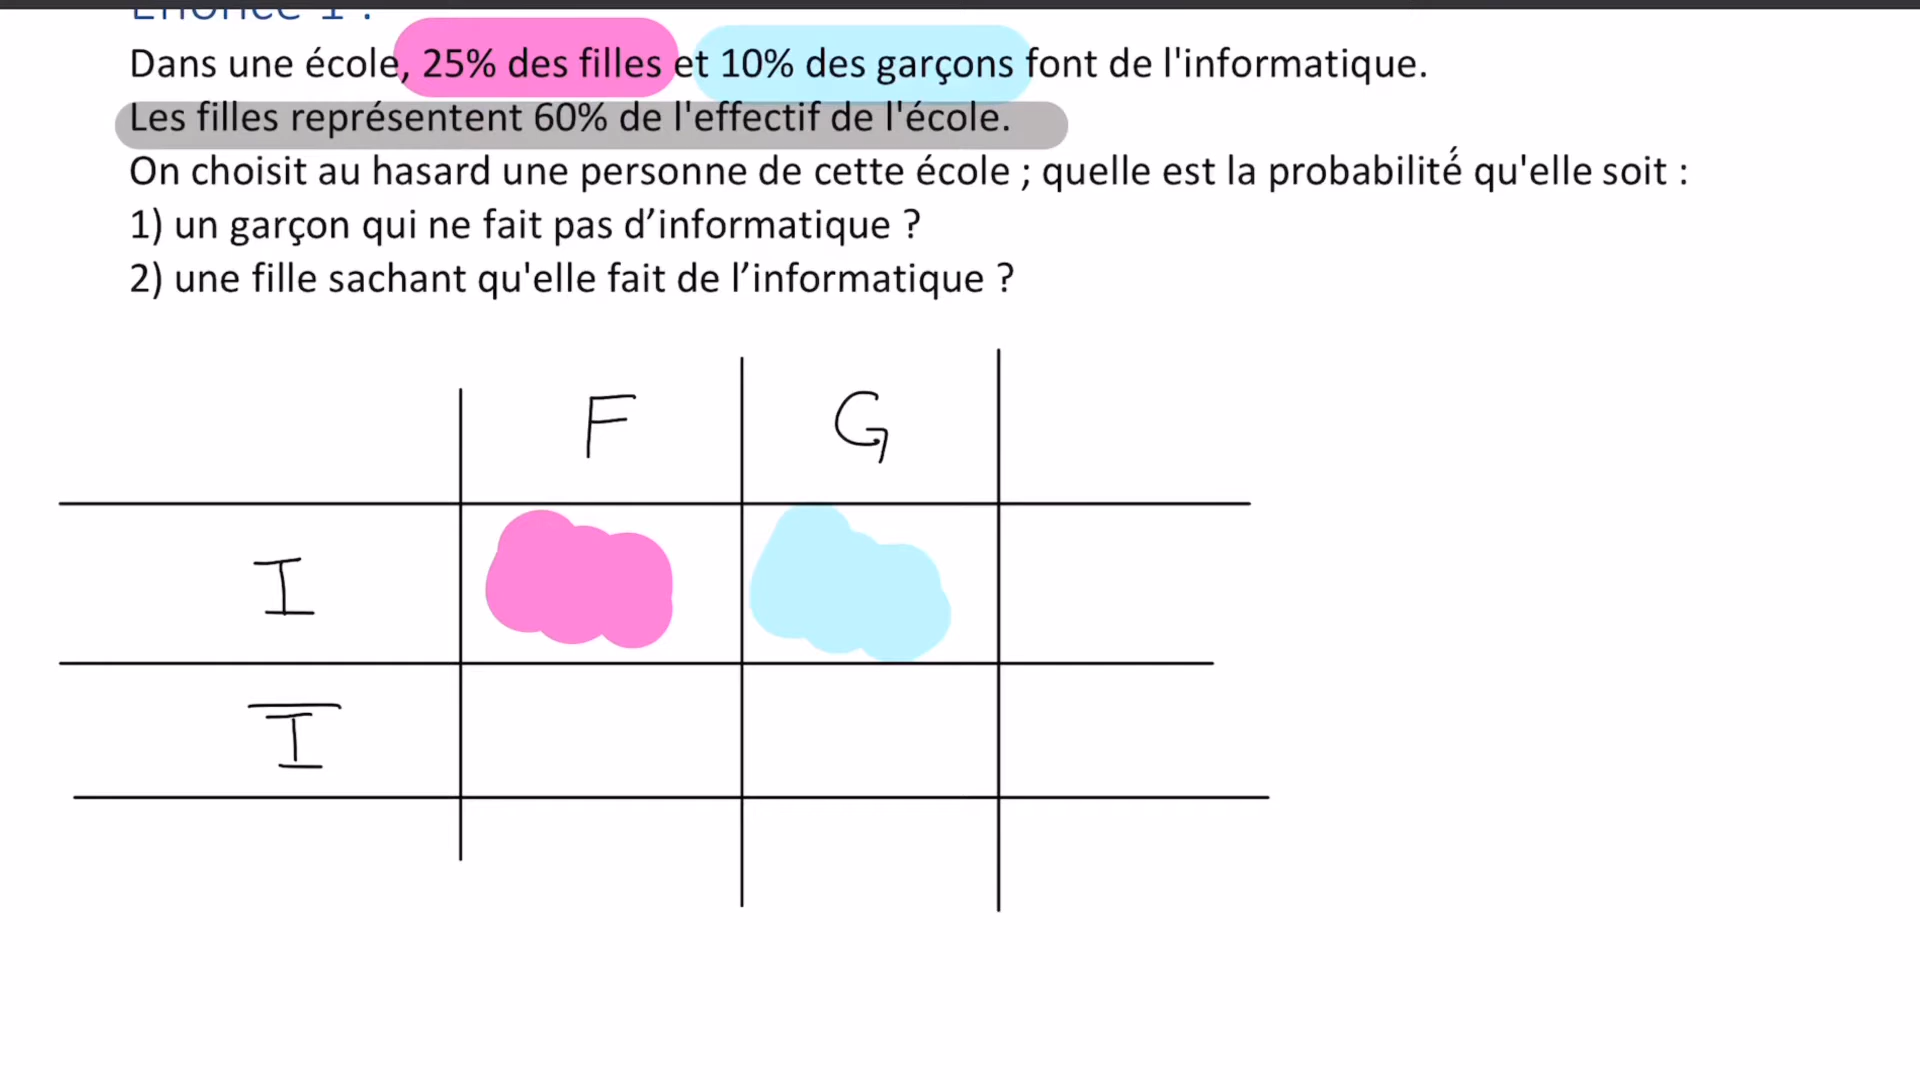 Enoncé 1 :
Dans une école, 25% des filles et 10% des garçons font de l'informatique.
Les filles représentent 60% de l'effectif de l'école.
On choisit au hasard une personne de cette école ; quelle est la probabilité́ qu'elle soit :
1) un garçon qui ne fait pas d’informatique ?
2) une fille sachant qu'elle fait de l’informatique ?
F G
I
I̅